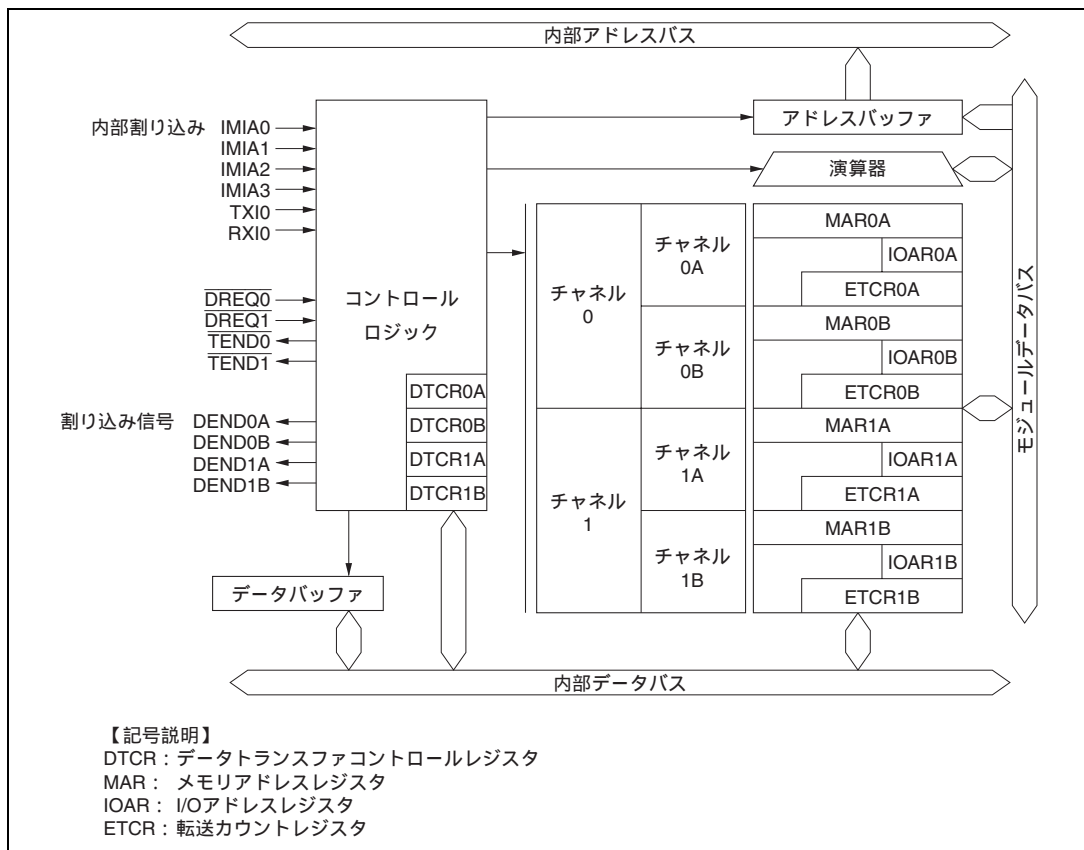 内部アドレスバス
アドレスバッファ
演算器
内部割り込み IMIA0
IMIA1
IMIA2
IMIA3
TXI0
RXI0
DREQ0
DREQ1
TEND0
TEND1
割り込み信号 DEND0A
DEND0B
DEND1A
DEND1B
コントロール
ロジック
DTCR0A
DTCR0B
DTCR1A
DTCR1B
チャネル
0
チャネル
1
チャネル
0A
チャネル
0B
チャネル
1A
チャネル
1B
MAR0A
IOAR0A
ETCR0A
MAR0B
IOAR0B
ETCR0B
MAR1A
IOAR1A
ETCR1A
MAR1B
IOAR1B
ETCR1B
モジュールデータバス
データバッファ
内部データバス
【記号説明】
DTCR：データトランスファコントロールレジスタ
MAR： メモリアドレスレジスタ
IOAR： I/Oアドレスレジスタ
ETCR：転送カウントレジスタ